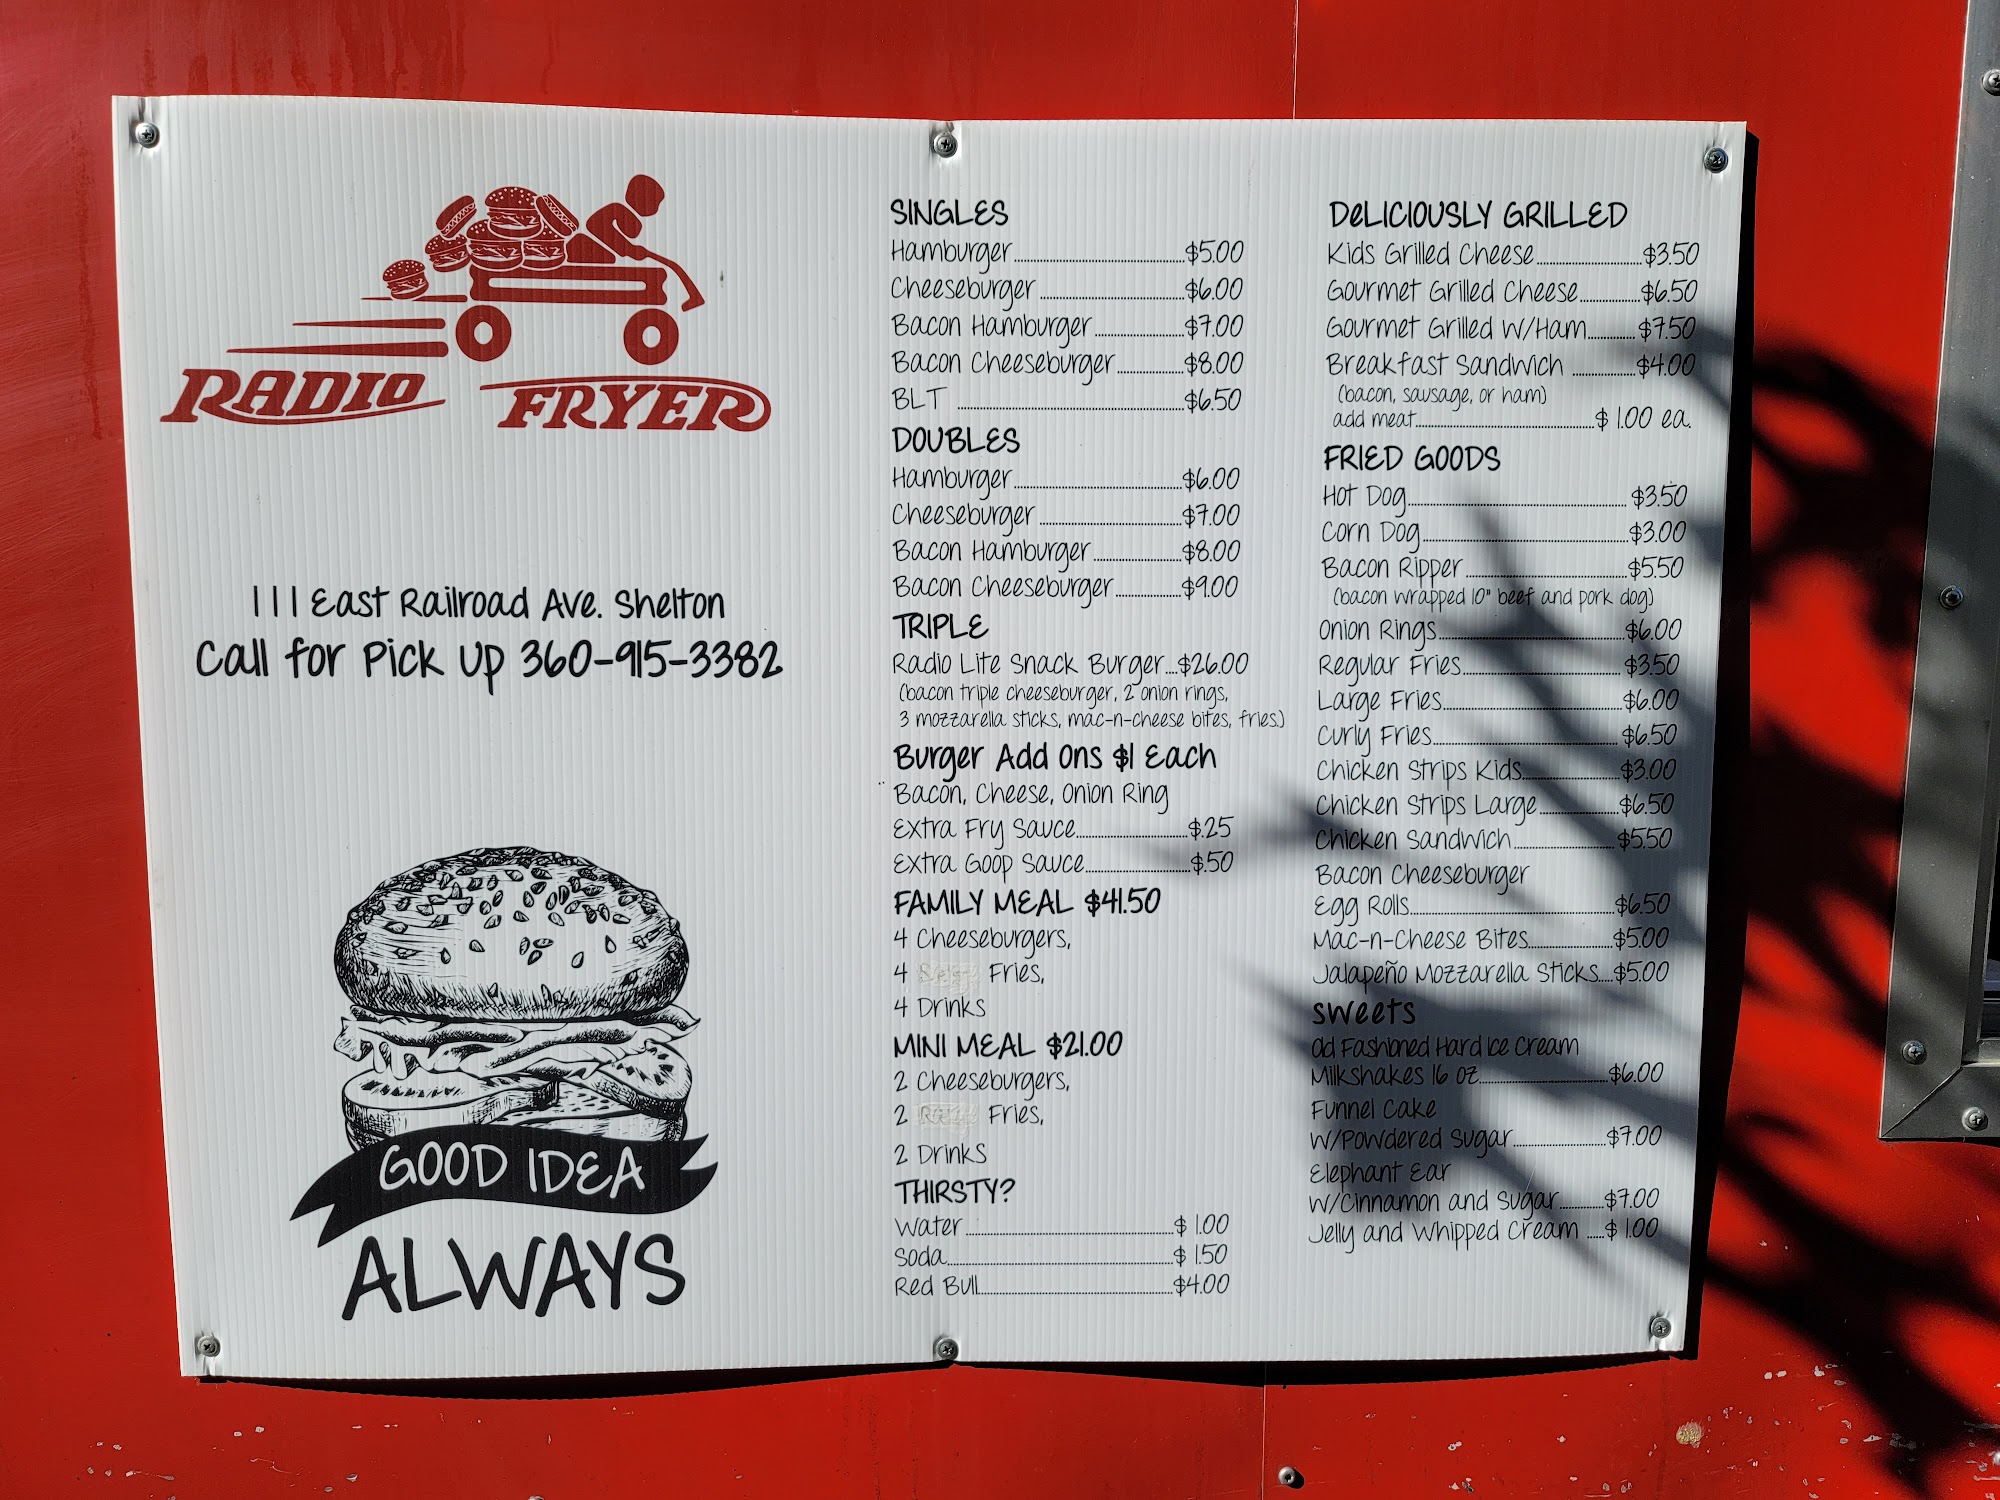 RADIO FRYER
111 East Railroad Ave. Shelton
Call for Pick Up 360-915-3382
GOOD IDEA
ALWAYS
SINGLES
Hamburger $5.00
Cheeseburger $6.00
Bacon Hamburger $7.00
Bacon Cheeseburger $8.00
BLT $6.50
DOUBLES
Hamburger $6.00
Cheeseburger $7.00
Bacon Hamburger $8.00
Bacon Cheeseburger $9.00
TRIPLE
Radio Lite Snack Burger $26.00
(bacon triple cheeseburger, 2 onion rings,
3 mozzarella sticks, mac-n-cheese bites, fries.)
Burger Add Ons $1 Each
Bacon, Cheese, Onion Ring
Extra Fry Sauce $.25
Extra Goop Sauce $.50
FAMILY MEAL $41.50
4 Cheeseburgers,
4 Fries,
4 Drinks
MINI MEAL $21.00
2 Cheeseburgers,
2 Fries,
2 Drinks
THIRSTY?
Water $ 1.00
Soda $ 1.50
Red Bull $4.00
DELICIOUSLY GRILLED
Kids Grilled Cheese $3.50
Gourmet Grilled Cheese $6.50
Gourmet Grilled W/Ham $7.50
Breakfast Sandwich $4.00
(bacon, sausage, or ham)
add meat $ 1.00 ea.
FRIED GOODS
Hot Dog $3.50
Corn Dog $3.00
Bacon Ripper $5.50
(bacon wrapped 10" beef and pork dog)
Onion Rings $6.00
Regular Fries $3.50
Large Fries $6.00
Curly Fries $6.50
Chicken Strips Kids $3.00
Chicken Strips Large $6.50
Chicken Sandwich $5.50
Bacon Cheeseburger
Egg Rolls $6.50
Mac-n-Cheese Bites $5.00
Jalapeño Mozzarella Sticks $5.00
Sweets
Old Fashioned Hard Ice Cream
Milkshakes 16 oz $6.00
Funnel Cake
W/Powdered Sugar $7.00
Elephant Ear
W/Cinnamon and Sugar $7.00
Jelly and Whipped Cream $ 1.00